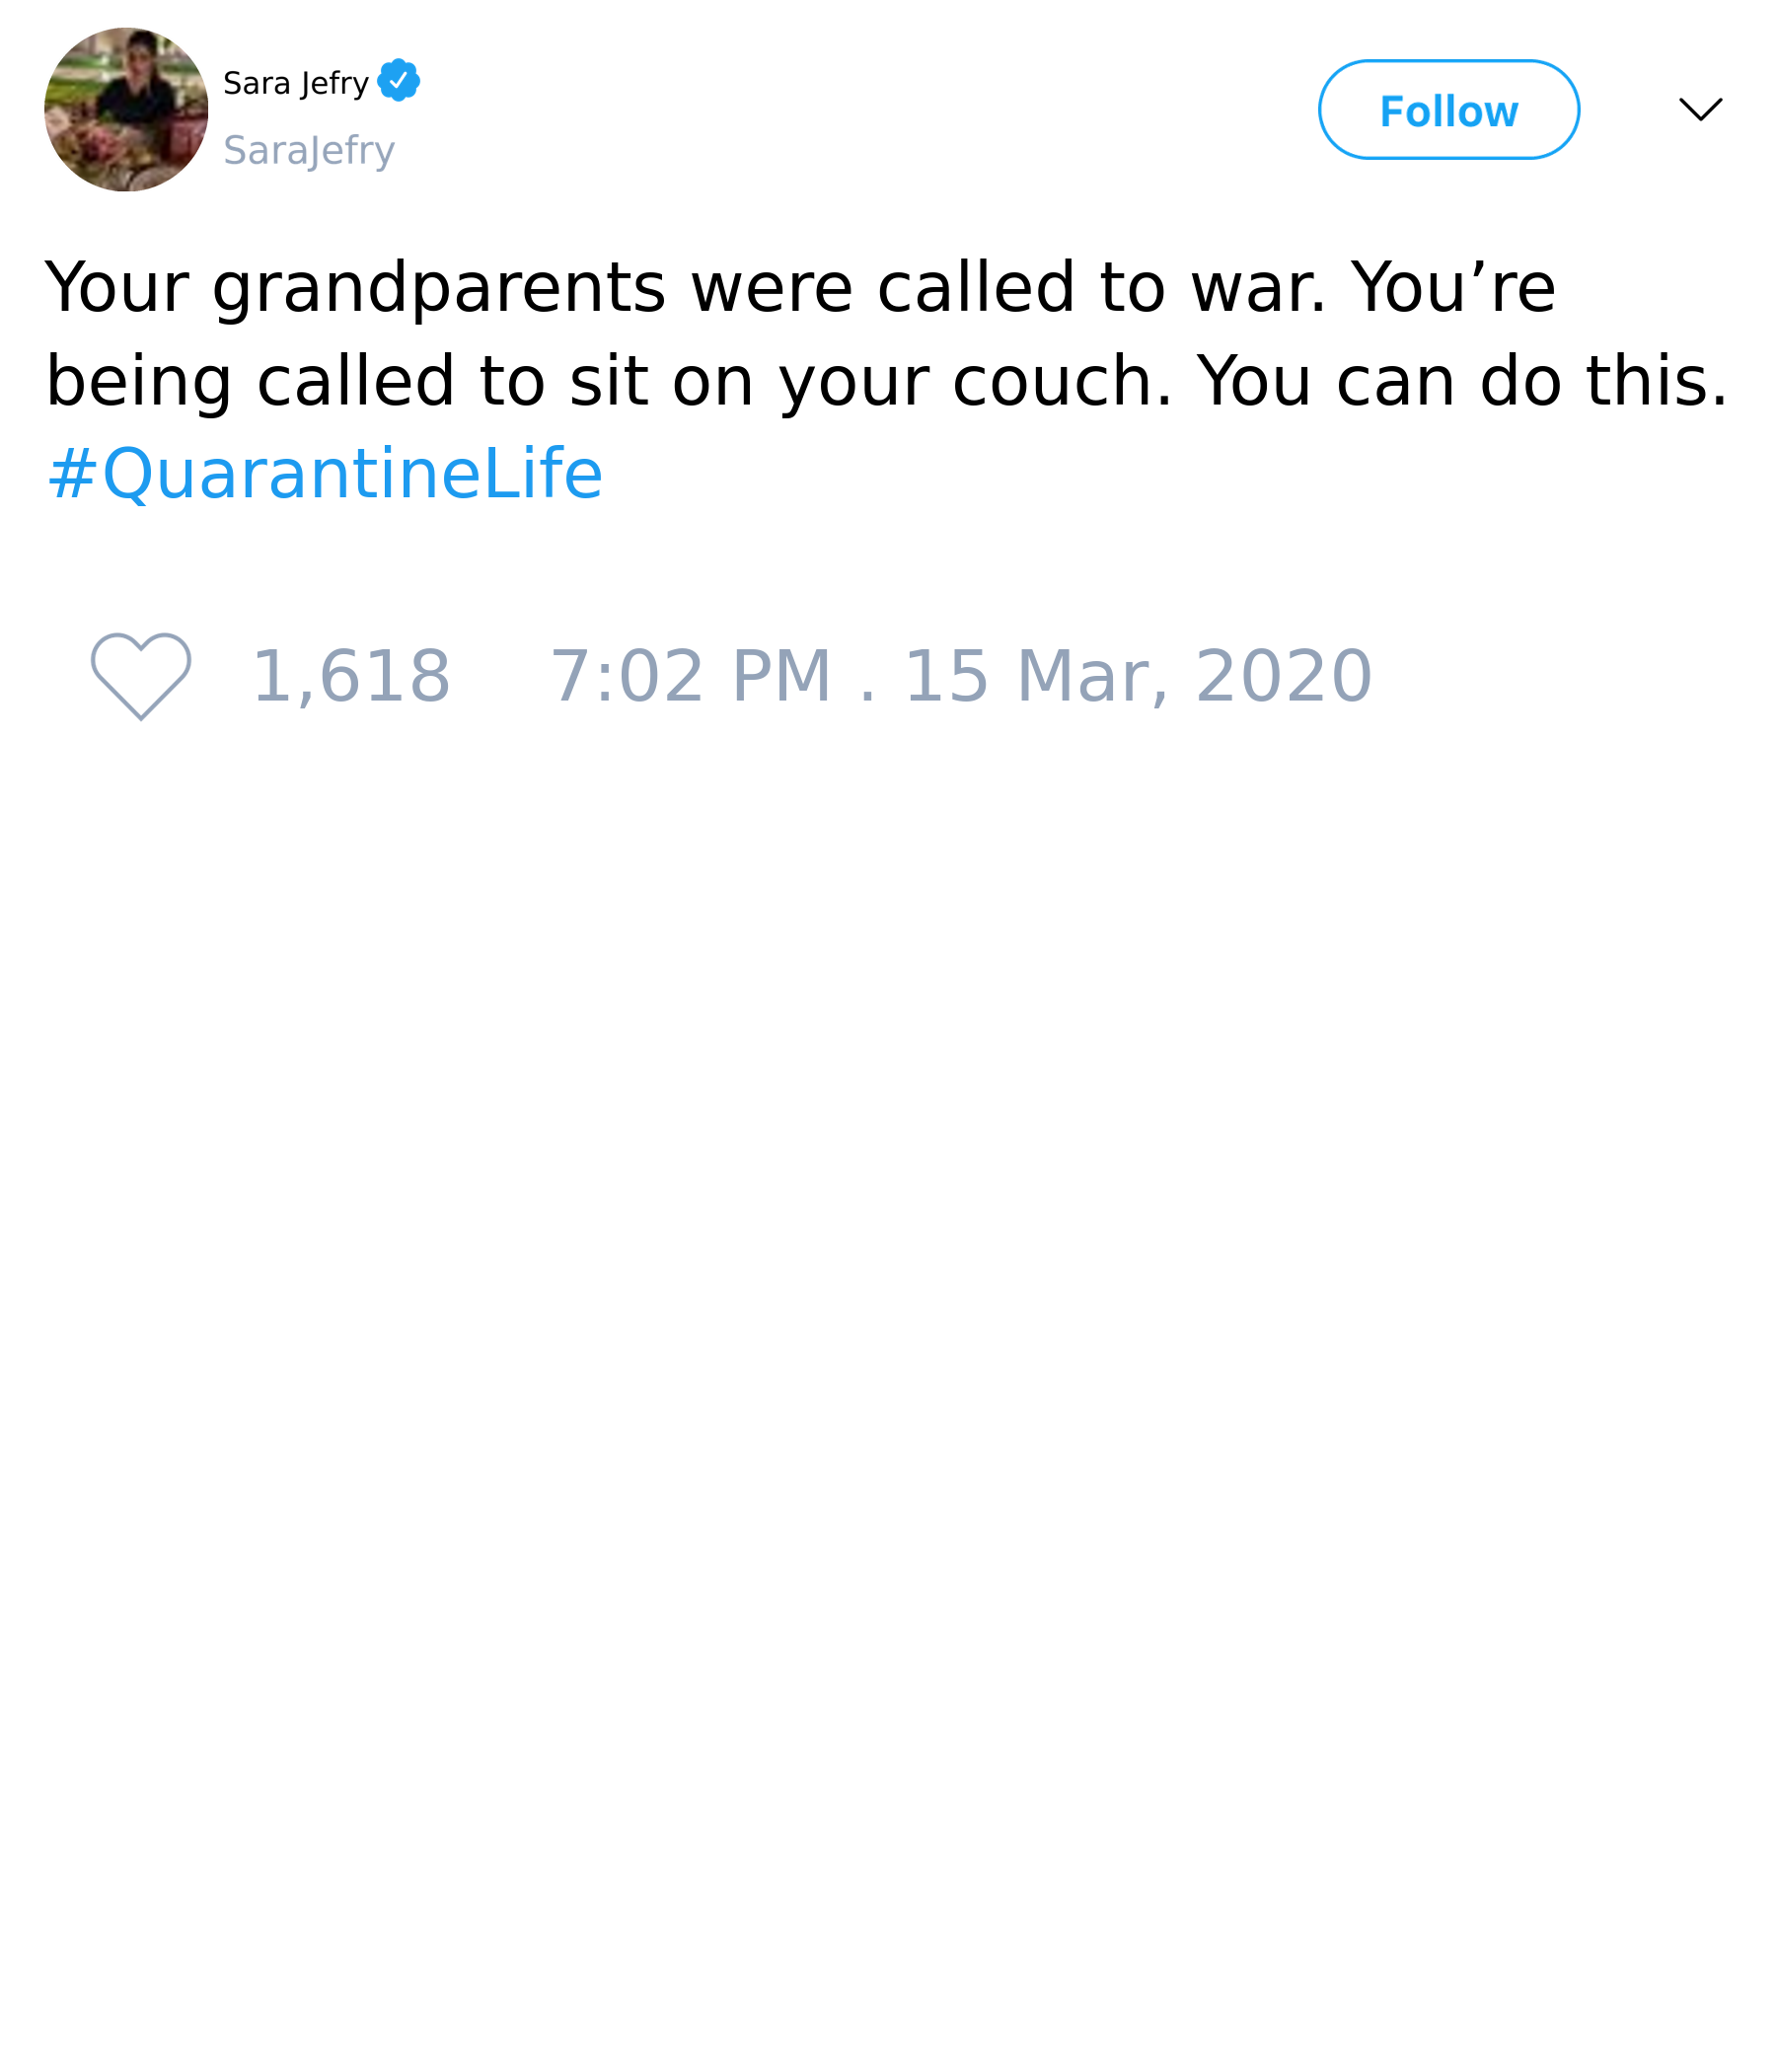 Sara Jefry
SaraJefry
Follow
Your grandparents were called to war. You’re
being called to sit on your couch. You can do this.
#QuarantineLife
1,618 7:02 PM . 15 Mar, 2020